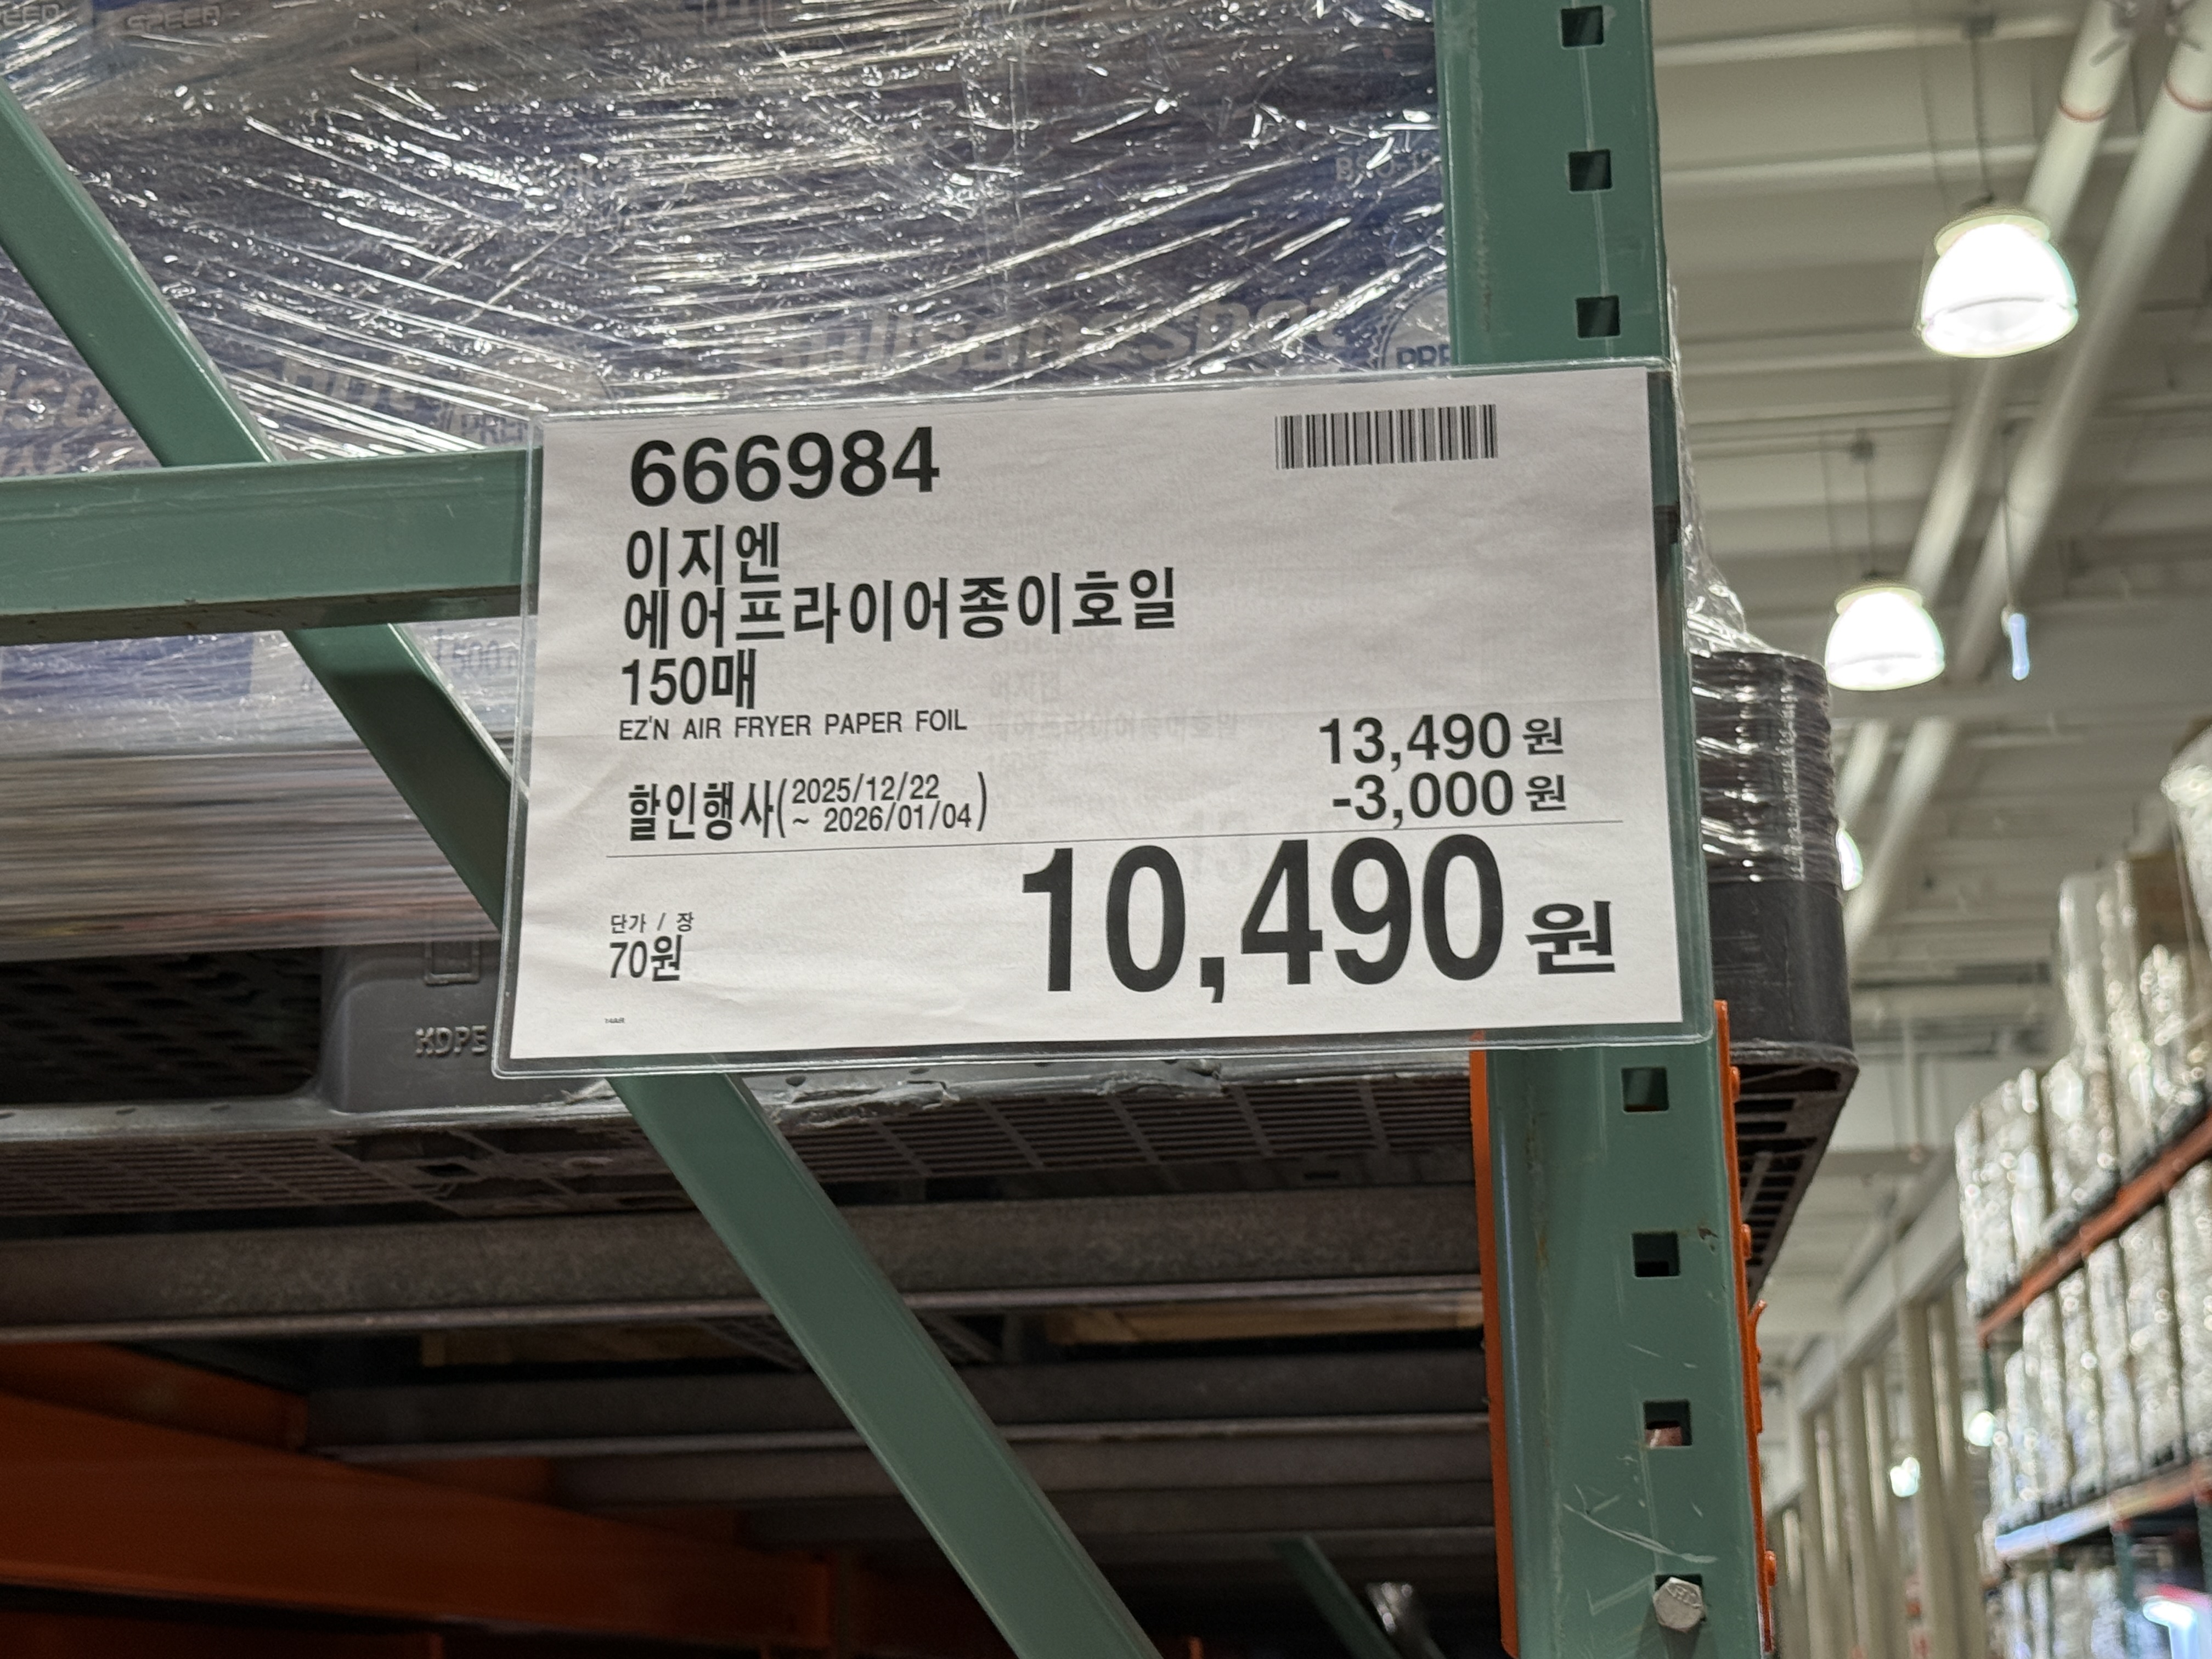 SPEED
666984
이지엔
에어프라이어종이호일
150매
EZ'N AIR FRYER PAPER FOIL
13,490 원
할인행사(2025/12/22 ~ 2026/01/04)
-3,000 원
10,490 원
단가 / 장
70원
KDPE